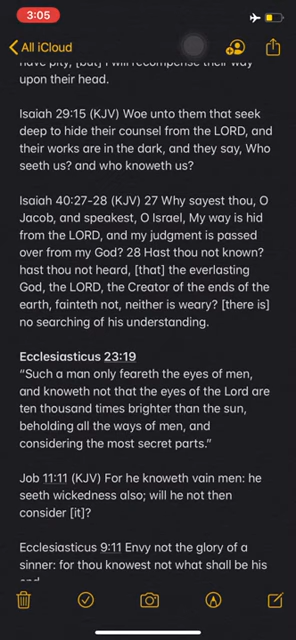 3:05
All iCloud
have pity, [but] I will recompense their way
upon their head.
Isaiah 29:15 (KJV) Woe unto them that seek
deep to hide their counsel from the LORD, and
their works are in the dark, and they say, Who
seeth us? and who knoweth us?
Isaiah 40:27-28 (KJV) 27 Why sayest thou, O
Jacob, and speakest, O Israel, My way is hid
from the LORD, and my judgment is passed
over from my God? 28 Hast thou not known?
hast thou not heard, [that] the everlasting
God, the LORD, the Creator of the ends of the
earth, fainteth not, neither is weary? [there is]
no searching of his understanding.
Ecclesiasticus 23:19
“Such a man only feareth the eyes of men,
and knoweth not that the eyes of the Lord are
ten thousand times brighter than the sun,
beholding all the ways of men, and
considering the most secret parts.”
Job 11:11 (KJV) For he knoweth vain men: he
seeth wickedness also; will he not then
consider [it]?
Ecclesiasticus 9:11 Envy not the glory of a
sinner: for thou knowest not what shall be his
end